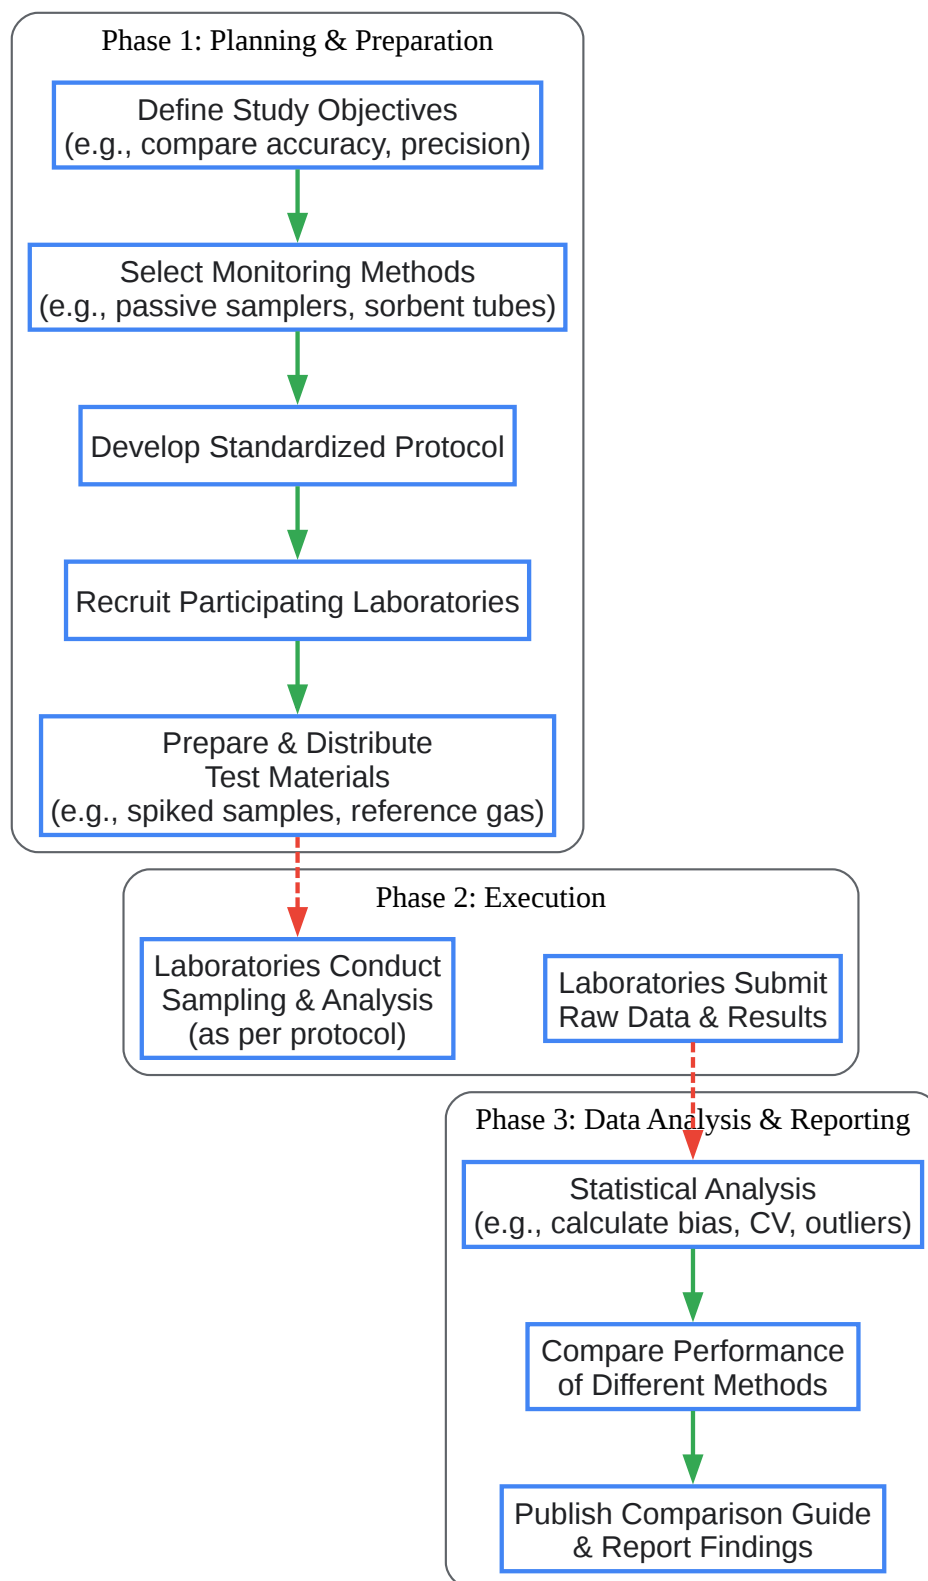 Phase 1: Planning & Preparation
Define Study Objectives
(e.g., compare accuracy, precision)
Select Monitoring Methods
(e.g., passive samplers, sorbent tubes)
Develop Standardized Protocol
Recruit Participating Laboratories
Prepare & Distribute
Test Materials
(e.g., spiked samples, reference gas)
Phase 2: Execution
Laboratories Conduct
Sampling & Analysis
(as per protocol)
Laboratories Submit
Raw Data & Results
Phase 3: Data Analysis & Reporting
Statistical Analysis
(e.g., calculate bias, CV, outliers)
Compare Performance
of Different Methods
Publish Comparison Guide
& Report Findings